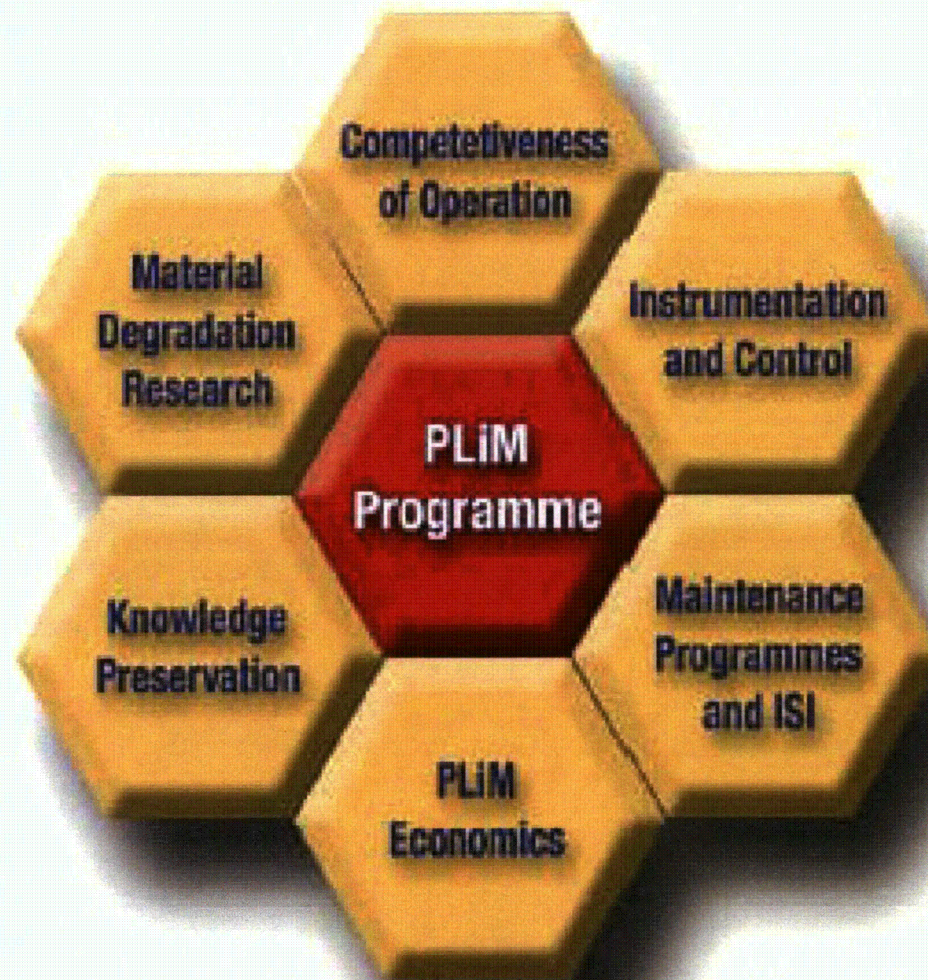 Competetiveness
of Operation
Material
Degradation
Research
Instrumentation
and Control
PLiM
Programme
Knowledge
Preservation
Maintenance
Programmes
and ISI
PLiM
Economics